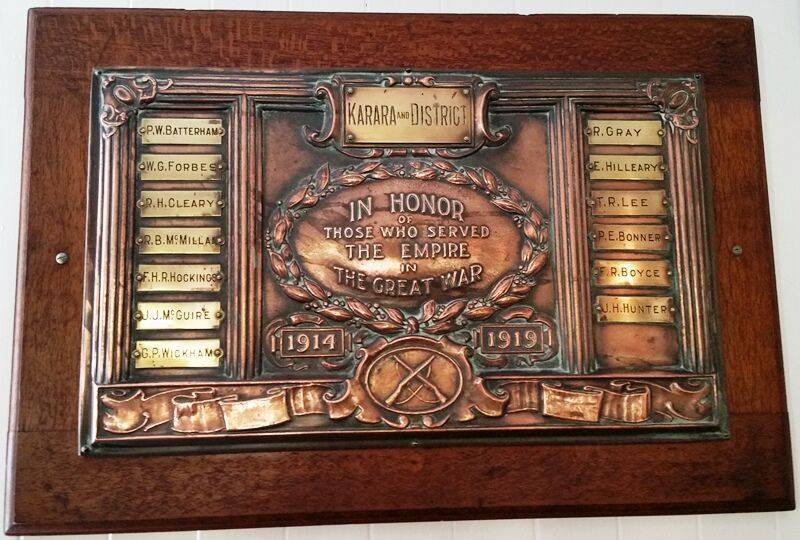 KARARA AND DISTRICT
P.W. BATTERHAM
W.G. FORBES
R.H. CLEARY
R.B. McMILLAN
F.H.R. HOCKINGS
J.J. McGUIRE
G.P. WICKHAM
IN HONOR
OF
THOSE WHO SERVED
THE EMPIRE
IN
THE GREAT WAR
1914
1919
R. GRAY
E. HILLEARY
T.R. LEE
P.E. BONNER
F.R. BOYCE
J.H. HUNTER